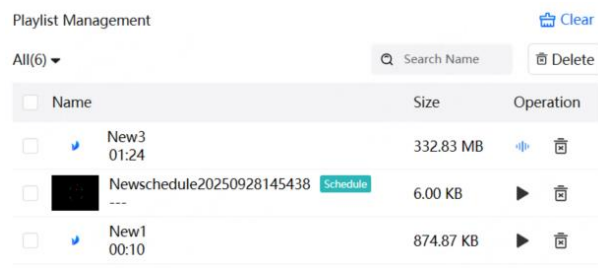 Playlist Management Clear
All(6) Search Name Delete
Name Size Operation
New3
01:24 332.83 MB
Newschedule20250928145438 Schedule
--- 6.00 KB
New1
00:10 874.87 KB